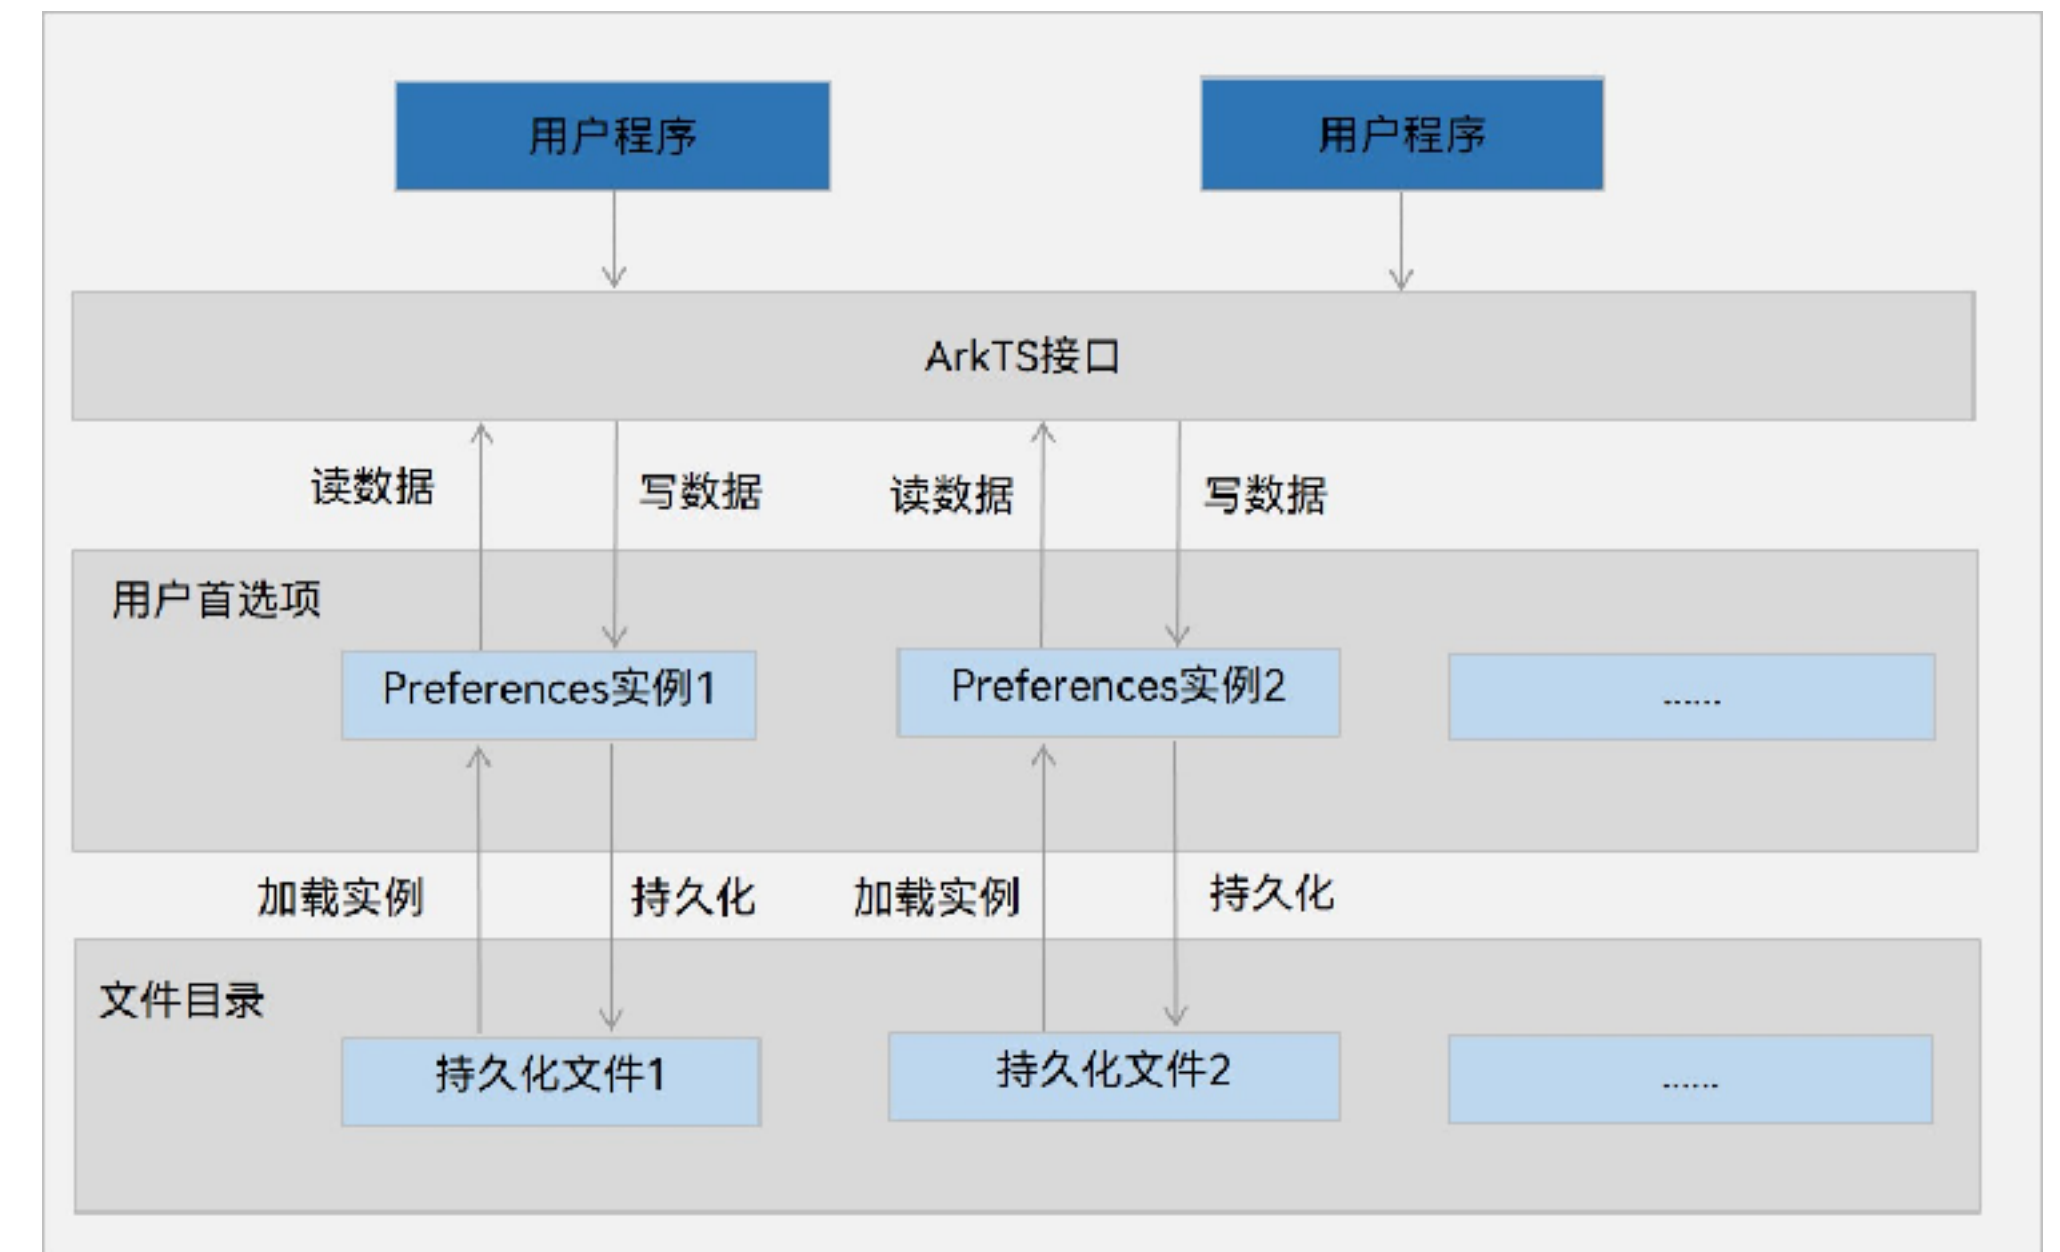 用户程序
用户程序
ArkTS接口
读数据
写数据
读数据
写数据
用户首选项
Preferences实例1
Preferences实例2
......
加载实例
持久化
加载实例
持久化
文件目录
持久化文件1
持久化文件2
......